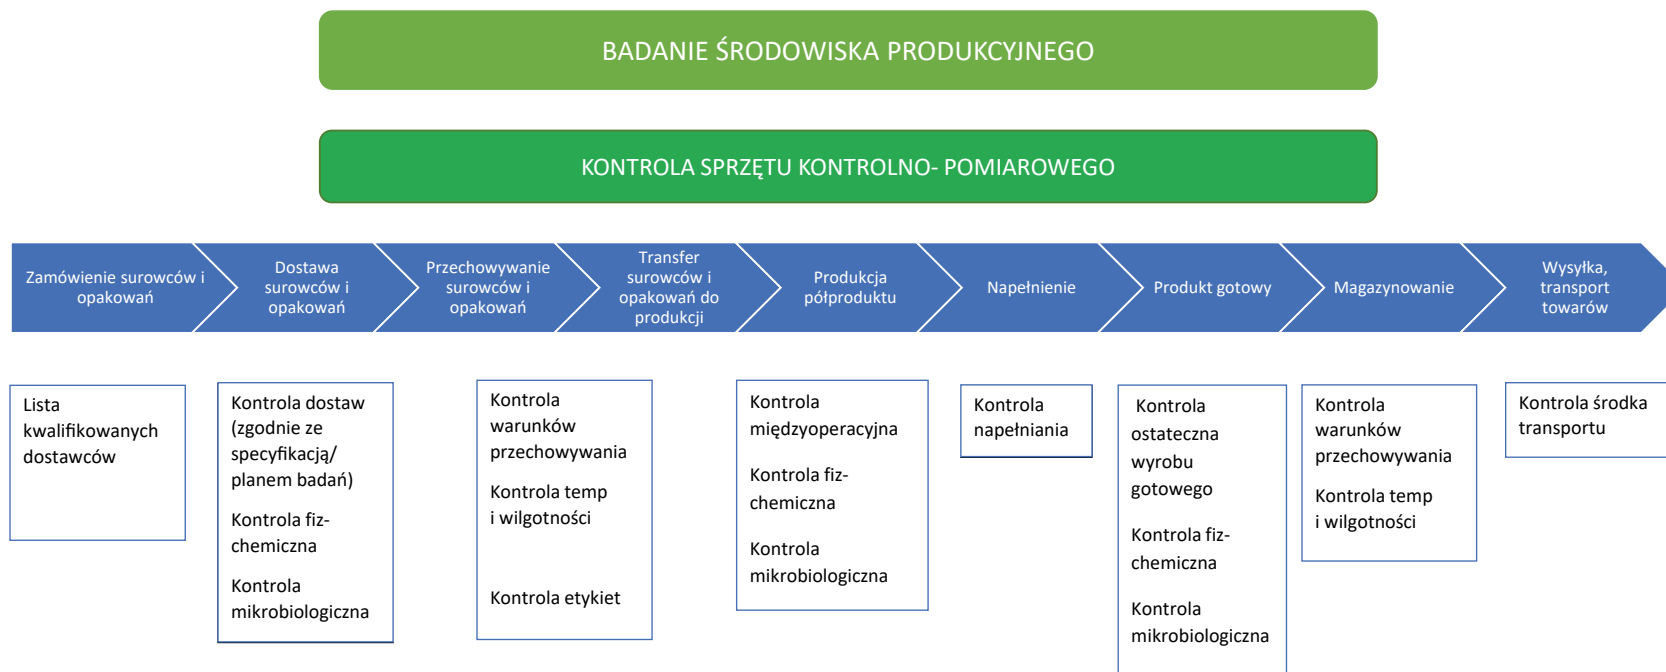 BADANIE ŚRODOWISKA PRODUKCYJNEGO
KONTROLA SPRZĘTU KONTROLNO- POMIAROWEGO
Zamówienie surowców i
opakowań
Dostawa
surowców i
opakowań
Przechowywanie
surowców i
opakowań
Transfer
surowców i
opakowań do
produkcji
Produkcja
półproduktu
Napełnienie
Produkt gotowy
Magazynowanie
Wysyłka,
transport
towarów
Lista
kwalifikowanych
dostawców
Kontrola dostaw
(zgodnie ze
specyfikacją/
planem badań)
Kontrola fiz-
chemiczna
Kontrola
mikrobiologiczna
Kontrola
warunków
przechowywania
Kontrola temp
i wilgotności
Kontrola etykiet
Kontrola
międzyoperacyjna
Kontrola fiz-
chemiczna
Kontrola
mikrobiologiczna
Kontrola
napełniania
Kontrola
ostateczna
wyrobu
gotowego
Kontrola fiz-
chemiczna
Kontrola
mikrobiologiczna
Kontrola
warunków
przechowywania
Kontrola temp
i wilgotności
Kontrola środka
transportu